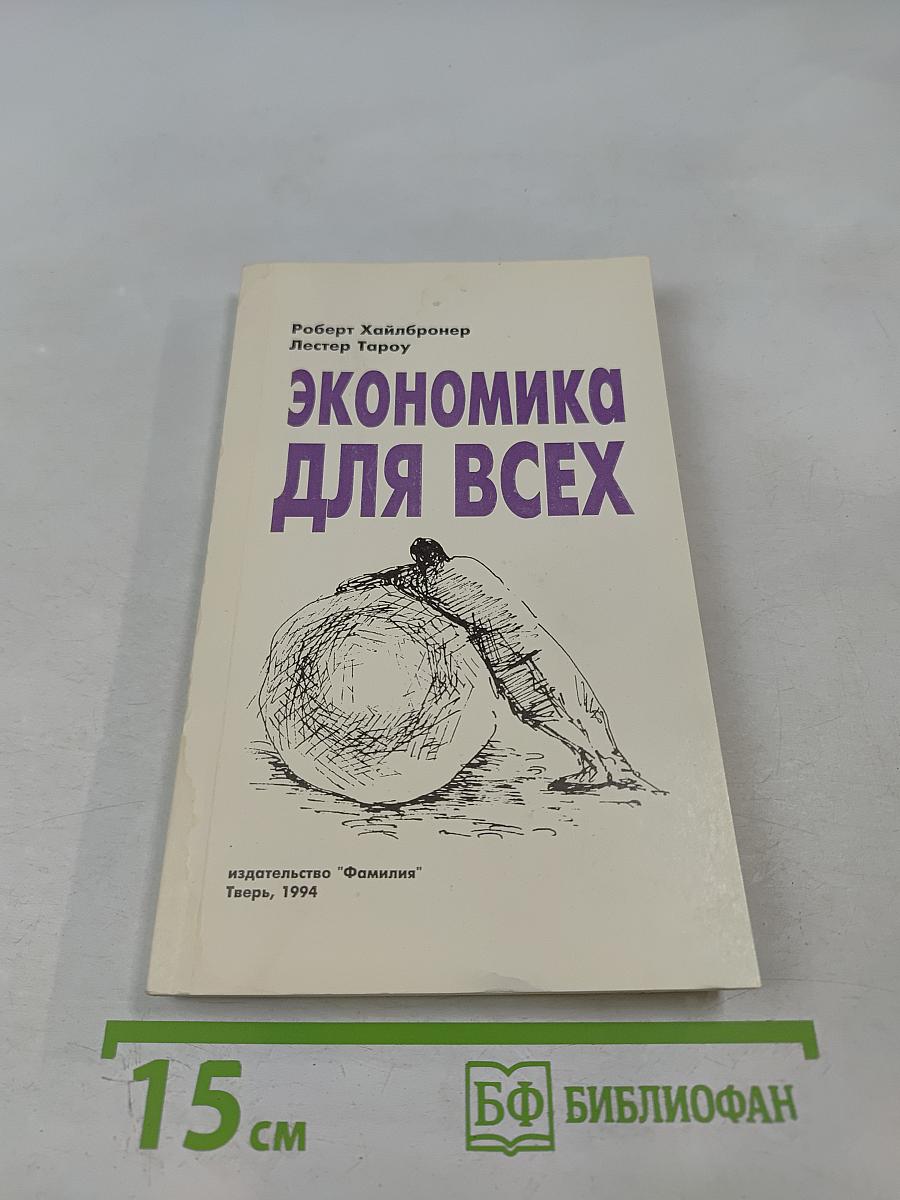 Роберт Хайлбронер
Лестер Тароу
ЭКОНОМИКА
ДЛЯ ВСЕХ
издательство "Фамилия"
Тверь, 1994
15 см
БФ БИБЛИОФАН